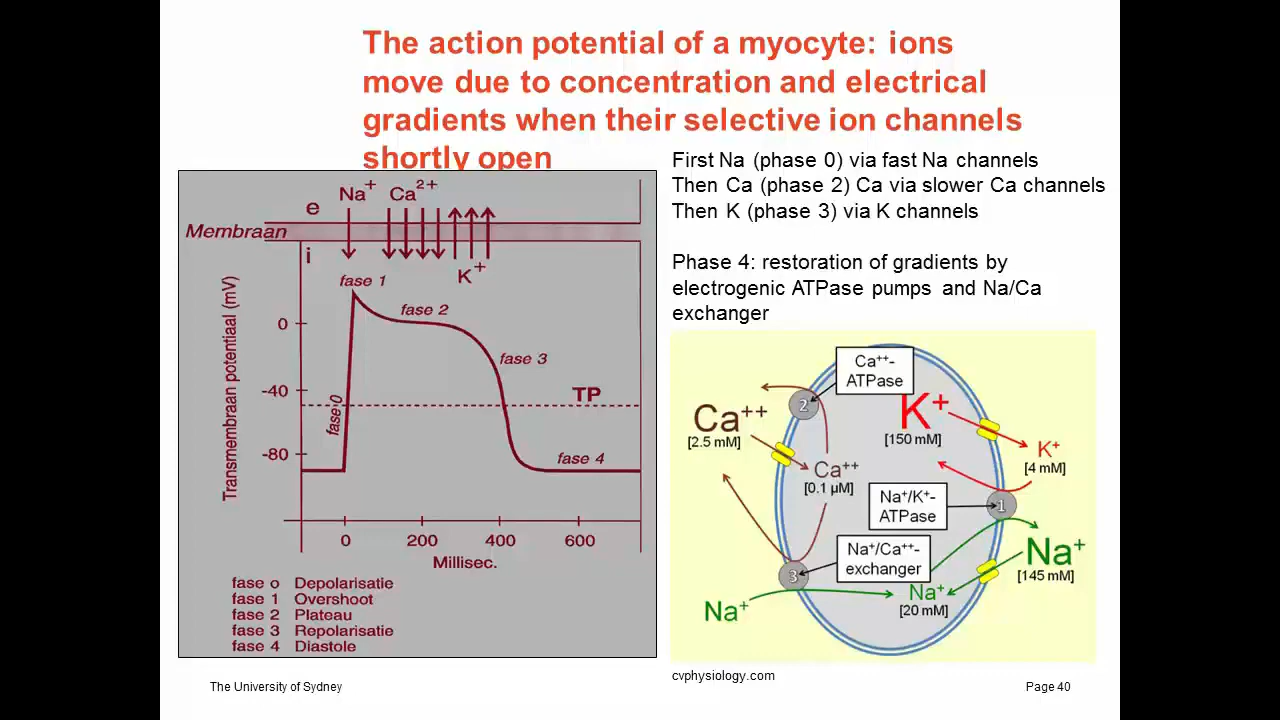 The action potential of a myocyte: ions
move due to concentration and electrical
gradients when their selective ion channels
shortly open
First Na (phase 0) via fast Na channels
Then Ca (phase 2) Ca via slower Ca channels
Then K (phase 3) via K channels
Phase 4: restoration of gradients by
electrogenic ATPase pumps and Na/Ca
exchanger
Na+ Ca2+
e
Membraan
i
K+
fase 1
fase 2
fase 3
fase 0
TP
fase 4
Transmembraan potentiaal (mV)
0
-40
-80
0 200 400 600
Millisec.
fase o Depolarisatie
fase 1 Overshoot
fase 2 Plateau
fase 3 Repolarisatie
fase 4 Diastole
Ca++-
ATPase
2
Ca++
[2.5 mM]
K+
[150 mM]
K+
[4 mM]
Ca++
[0.1 µM]
Na+/K+-
ATPase
1
Na+/Ca++-
exchanger
3
Na+
[145 mM]
Na+
Na+
[20 mM]
cvphysiology.com
The University of Sydney
Page 40